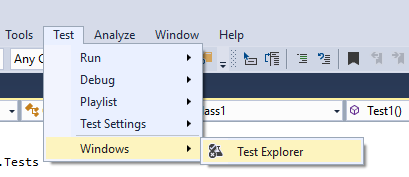 Tools Test Analyze Window Help
Any C
Run
Debug
Playlist
ass1
Test1()
Test Settings
Windows
Test Explorer
.Tests